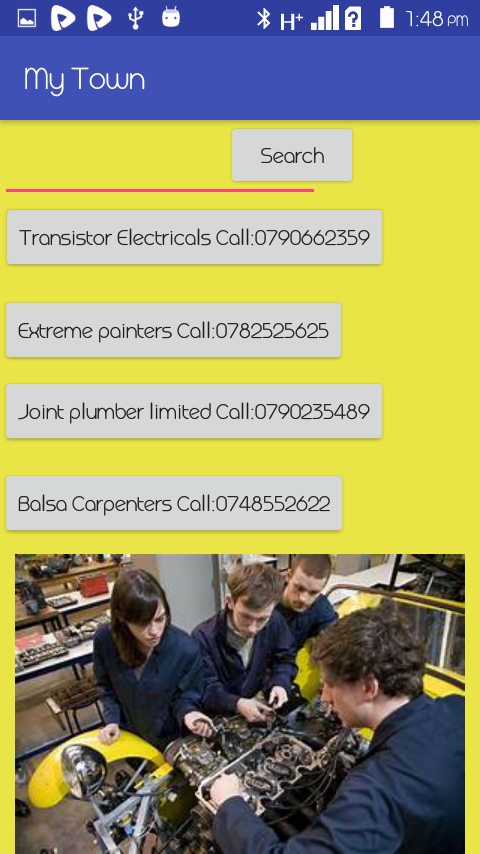 H+ 1:48 PM
My Town
Search
Transistor Electricals Call:0790662359
Extreme painters Call:0782525625
Joint plumber limited Call:0790235489
Balsa Carpenters Call:0748552622